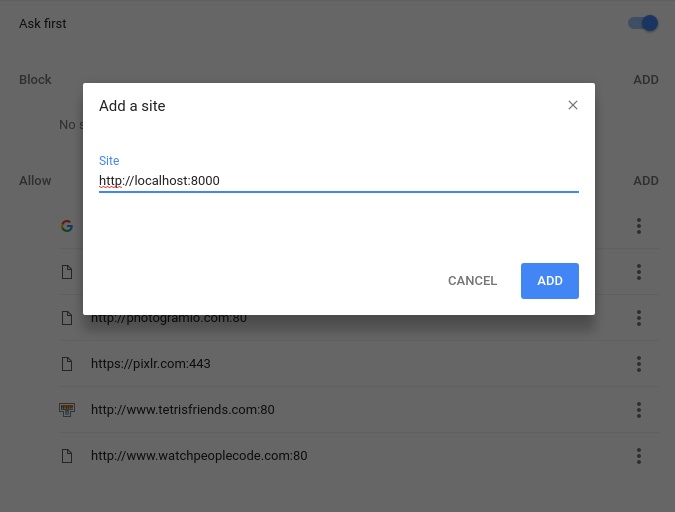 Ask first
Block ADD
No s
Add a site
Site
http://localhost:8000
Allow ADD
CANCEL ADD
http://photogramio.com:80
https://pixlr.com:443
http://www.tetrisfriends.com:80
http://www.watchpeoplecode.com:80